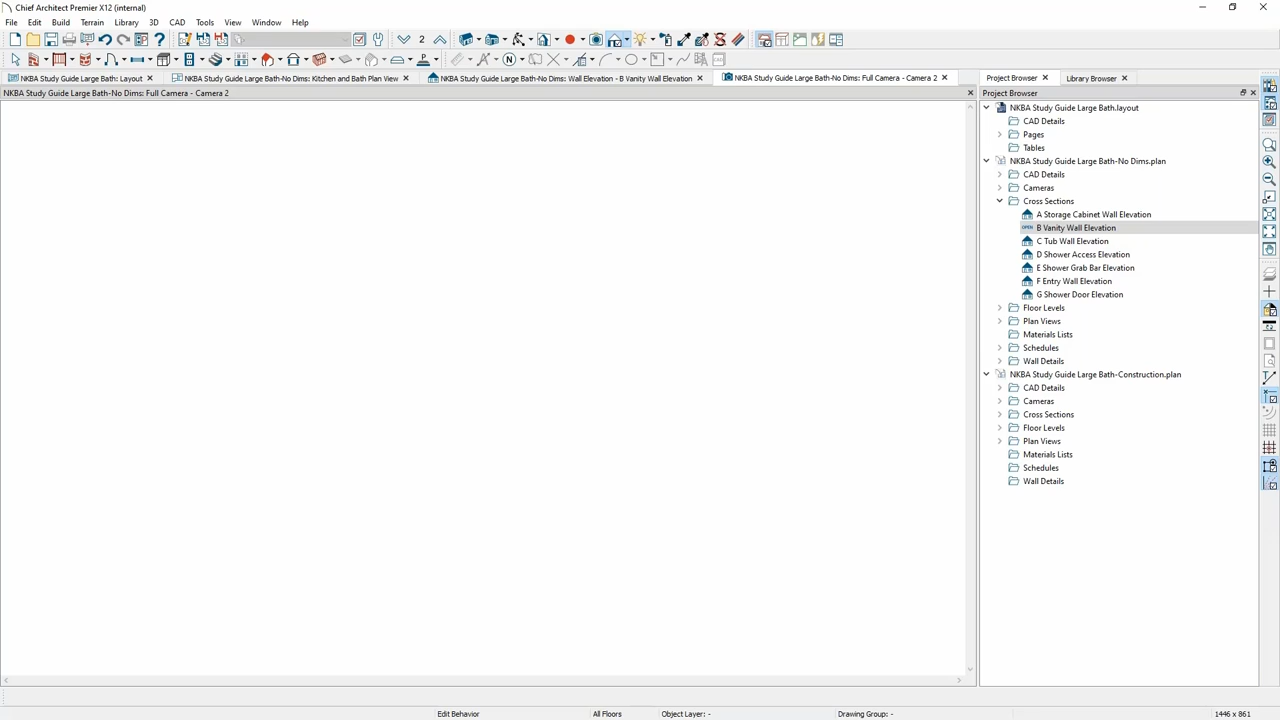 Chief Architect Premier X12 (internal)
File Edit Build Terrain Library 3D CAD Tools Window View Help
2
NKBA Study Guide Large Bath: Layout
NKBA Study Guide Large Bath-No Dims: Kitchen and Bath Plan View
NKBA Study Guide Large Bath-No Dims: Wall Elevation - B Vanity Wall Elevation
NKBA Study Guide Large Bath-No Dims: Full Camera - Camera 2
Project Browser
Library Browser
NKBA Study Guide Large Bath-No Dims: Full Camera - Camera 2
Project Browser
NKBA Study Guide Large Bath.layout
CAD Details
Pages
Tables
NKBA Study Guide Large Bath-No Dims.plan
CAD Details
Cameras
Cross Sections
A Storage Cabinet Wall Elevation
OPEN B Vanity Wall Elevation
C Tub Wall Elevation
D Shower Access Elevation
E Shower Grab Bar Elevation
F Entry Wall Elevation
G Shower Door Elevation
Floor Levels
Plan Views
Materials Lists
Schedules
Wall Details
NKBA Study Guide Large Bath-Construction.plan
CAD Details
Cameras
Cross Sections
Floor Levels
Plan Views
Materials Lists
Schedules
Wall Details
Edit Behavior
All Floors
Object Layer: -
Drawing Group: -
1446 x 861